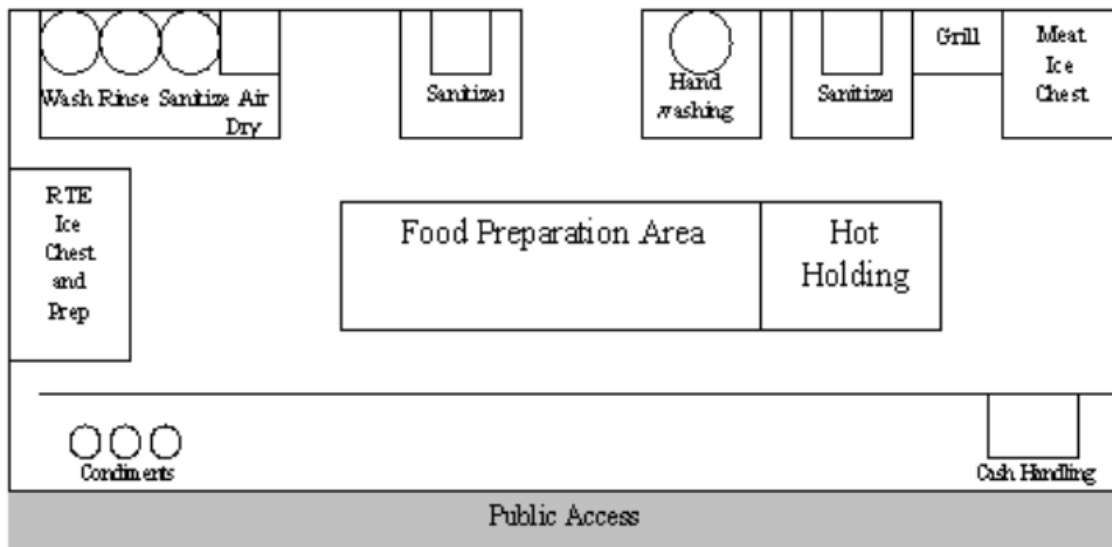 Wash Rinse Sanitize Air
Dry
Sanitizer
Hand
washing
Sanitizer
Grill
Meat
Ice
Chest
RTE
Ice
Chest
and
Prep
Food Preparation Area
Hot
Holding
Condiments
Cash Handling
Public Access